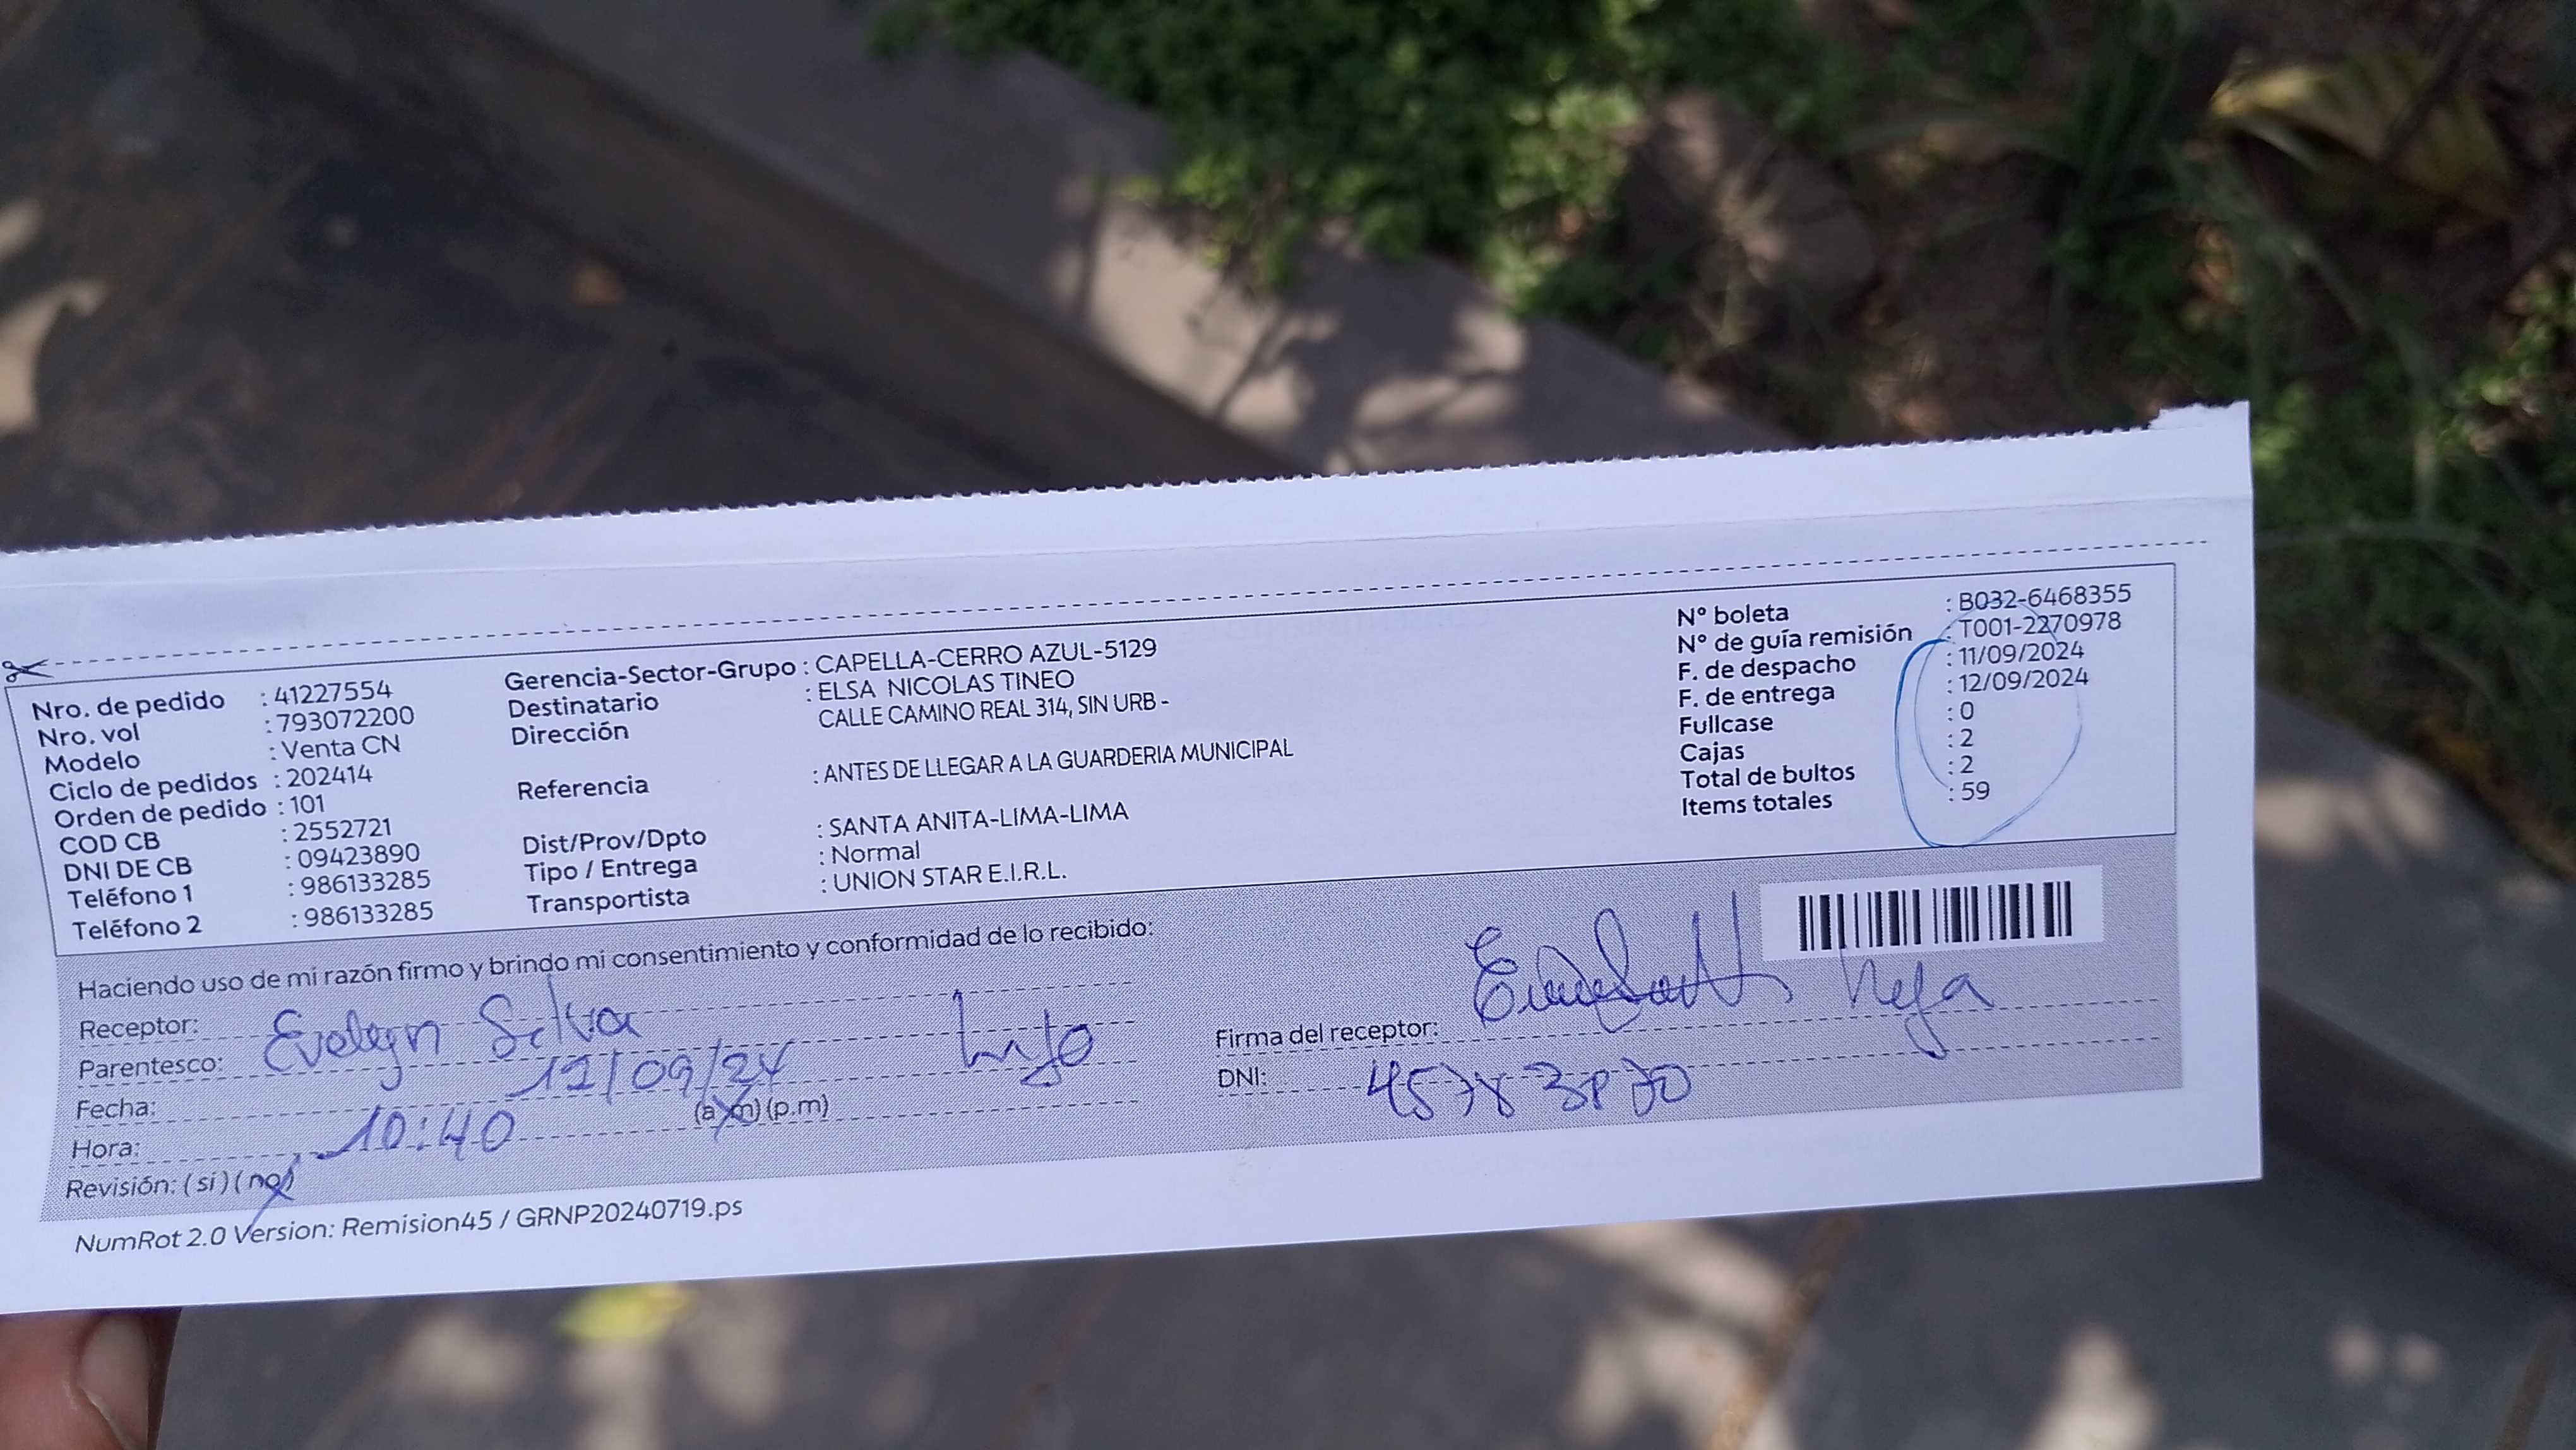 Nro. de pedido : 41227554
Nro. vol : 793072200
Modelo : Venta CN
Ciclo de pedidos : 202414
Orden de pedido : 101
COD CB : 2552721
DNI DE CB : 09423890
Teléfono 1 : 986133285
Teléfono 2 : 986133285
Gerencia-Sector-Grupo : CAPELLA-CERRO AZUL-5129
Destinatario : ELSA NICOLAS TINEO
Dirección CALLE CAMINO REAL 314, SIN URB -
Referencia : ANTES DE LLEGAR A LA GUARDERIA MUNICIPAL
Dist/Prov/Dpto : SANTA ANITA-LIMA-LIMA
Tipo / Entrega : Normal
Transportista : UNION STAR E.I.R.L.
N° boleta : B032-6468355
N° de guía remisión : T001-2270978
F. de despacho : 11/09/2024
F. de entrega : 12/09/2024
Fullcase : 0
Cajas : 2
Total de bultos : 2
Items totales : 59
Haciendo uso de mi razón firmo y brindo mi consentimiento y conformidad de lo recibido:
Receptor: Evelyn Silva
Parentesco:
Fecha: 12/09/24
Hora: 10:40 (a.m) (p.m)
Revisión: (si) (no)
Firma del receptor:
DNI:
NumRot 2.0 Version: Remision45 / GRNP20240719.ps